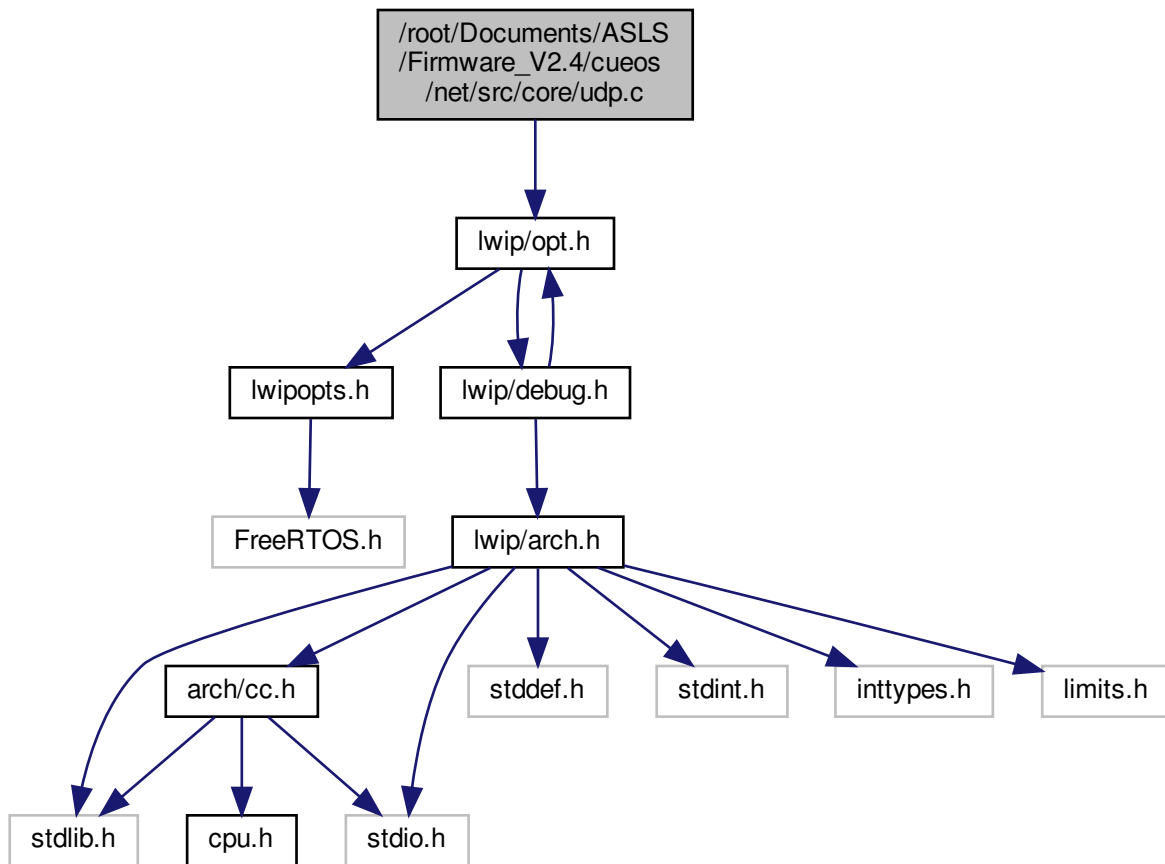 /root/Documents/ASLS
/Firmware_V2.4/cueos
/net/src/core/udp.c
lwip/opt.h
lwipopts.h
lwip/debug.h
FreeRTOS.h
lwip/arch.h
arch/cc.h
stddef.h
stdint.h
inttypes.h
limits.h
stdlib.h
cpu.h
stdio.h